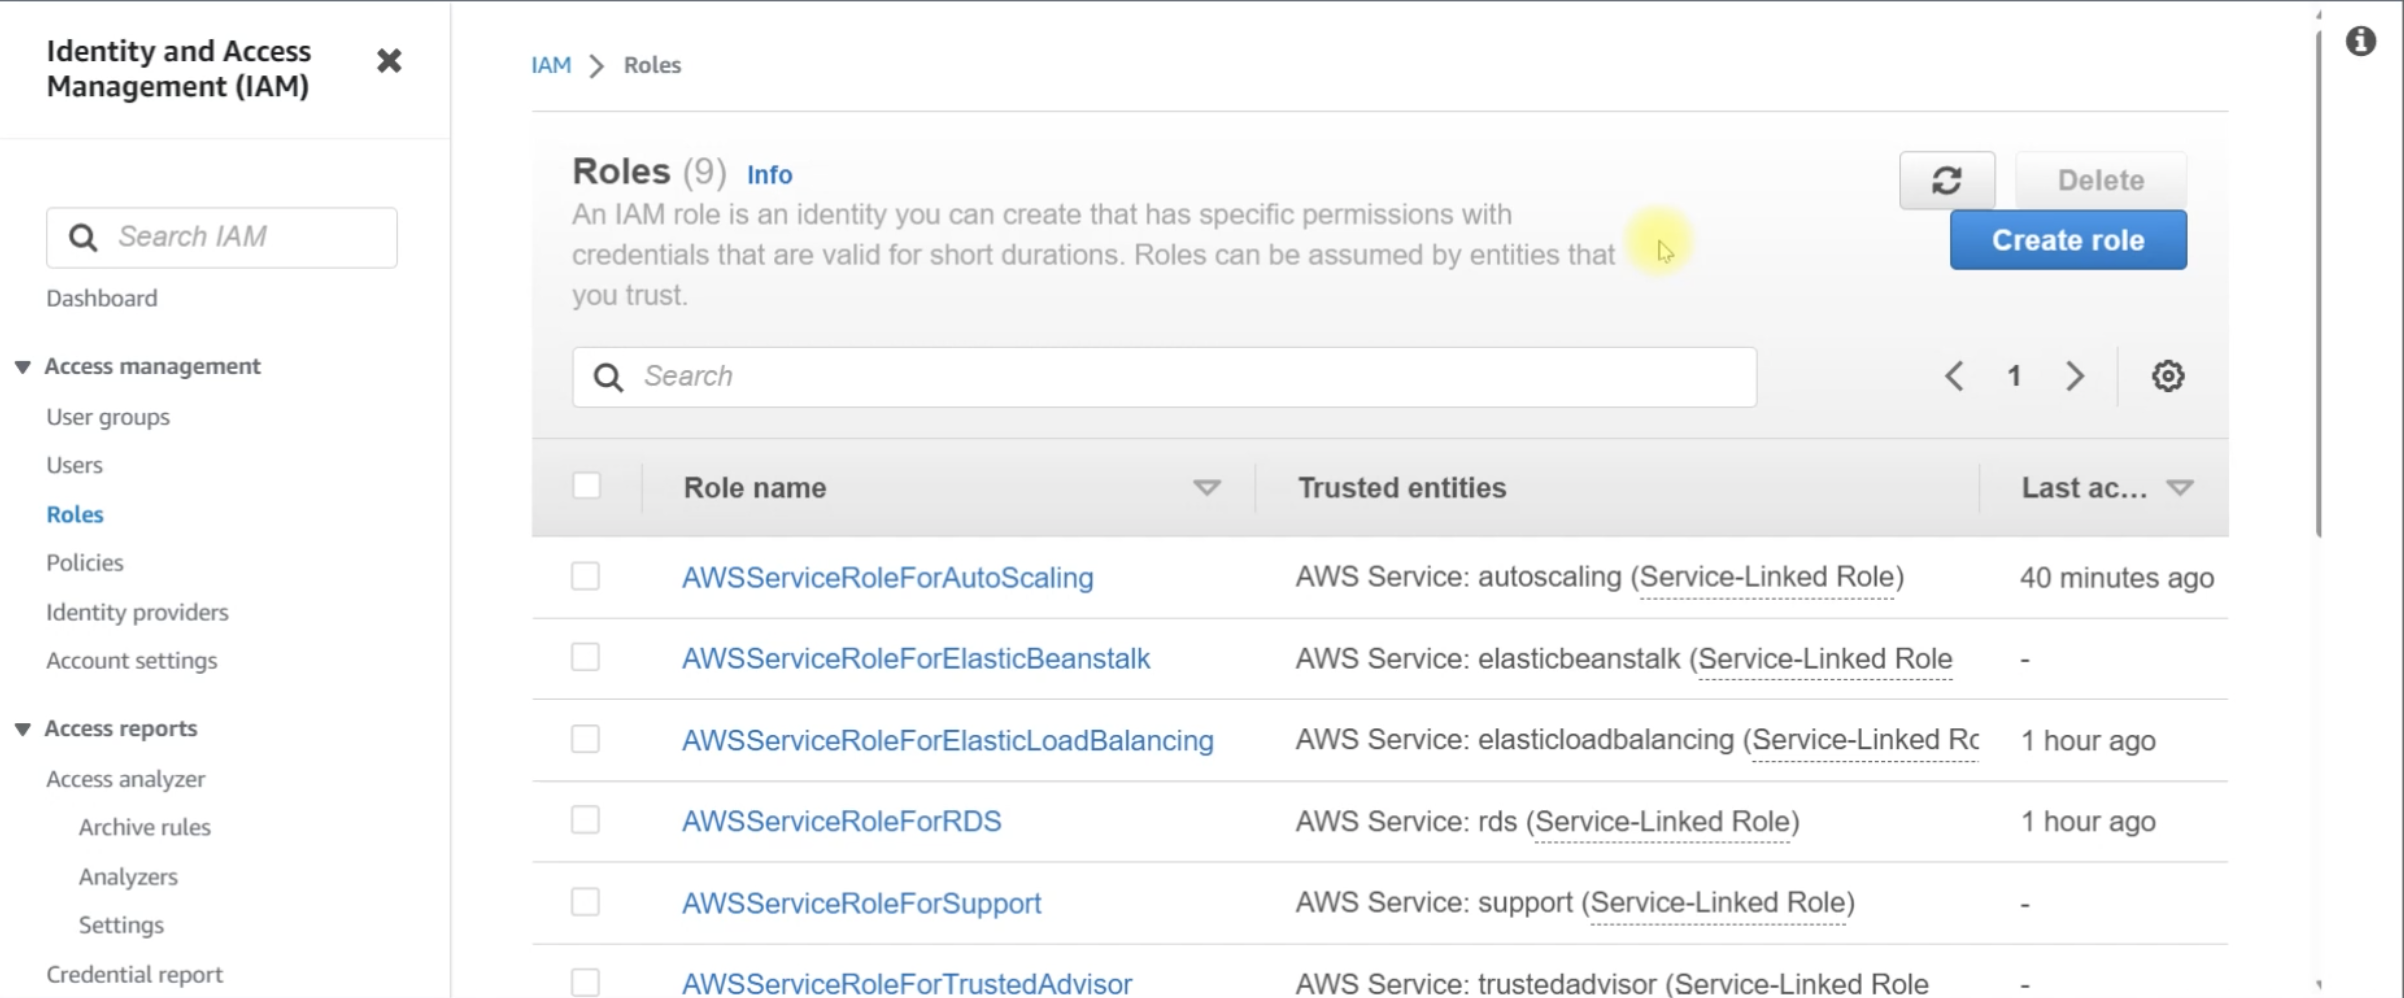 Identity and Access
Management (IAM)
Search IAM
Dashboard
Access management
User groups
Users
Roles
Policies
Identity providers
Account settings
Access reports
Access analyzer
Archive rules
Analyzers
Settings
Credential report
IAM > Roles
Roles (9) Info
An IAM role is an identity you can create that has specific permissions with
credentials that are valid for short durations. Roles can be assumed by entities that
you trust.
Delete
Create role
Search
1
Role name Trusted entities Last ac...
AWSServiceRoleForAutoScaling AWS Service: autoscaling (Service-Linked Role) 40 minutes ago
AWSServiceRoleForElasticBeanstalk AWS Service: elasticbeanstalk (Service-Linked Role -
AWSServiceRoleForElasticLoadBalancing AWS Service: elasticloadbalancing (Service-Linked Ro 1 hour ago
AWSServiceRoleForRDS AWS Service: rds (Service-Linked Role) 1 hour ago
AWSServiceRoleForSupport AWS Service: support (Service-Linked Role) -
AWSServiceRoleForTrustedAdvisor AWS Service: trustedadvisor (Service-Linked Role -